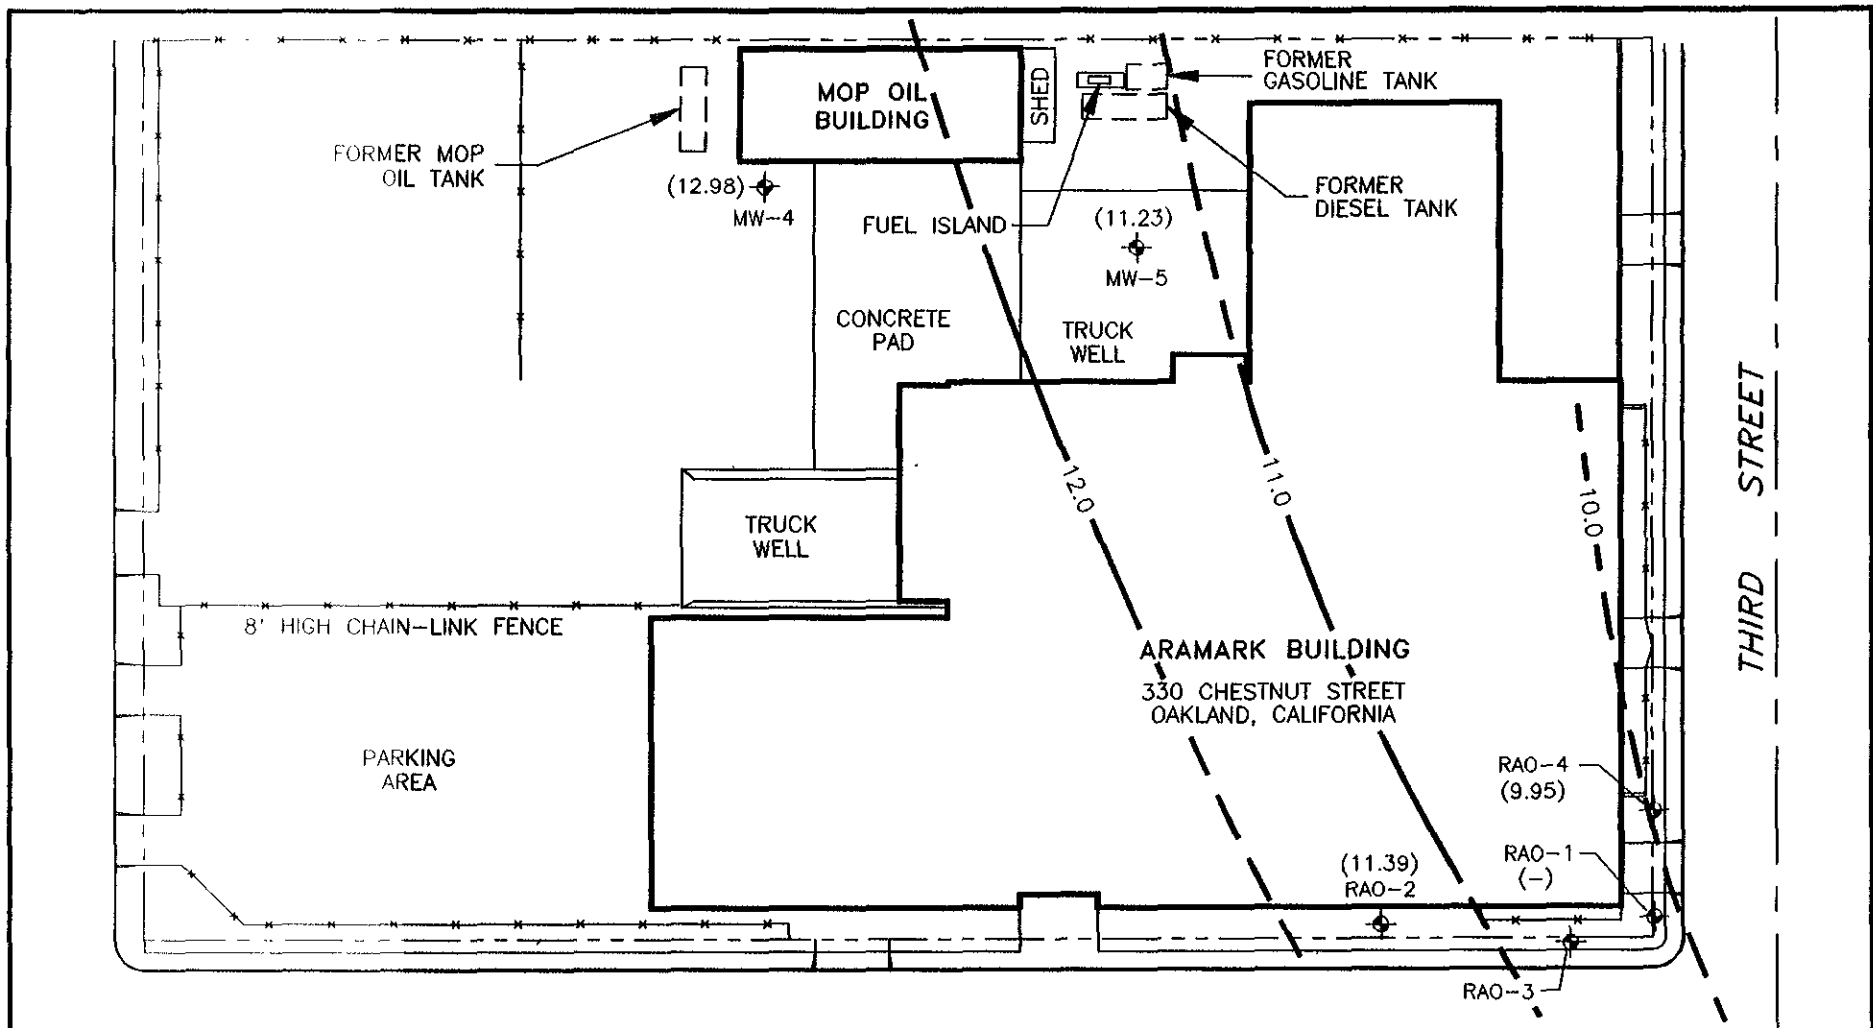 FORMER
GASOLINE TANK
MOP OIL
BUILDING
SHED
FORMER MOP
OIL TANK
(12.98)
MW-4
FUEL ISLAND
FORMER
DIESEL TANK
(11.23)
MW-5
CONCRETE
PAD
TRUCK
WELL
12.0
11.0
10.0
THIRD STREET
TRUCK
WELL
8' HIGH CHAIN-LINK FENCE
ARAMARK BUILDING
330 CHESTNUT STREET
OAKLAND, CALIFORNIA
PARKING
AREA
RAO-4
(9.95)
RAO-1
(-)
(11.39)
RAO-2
RAO-3